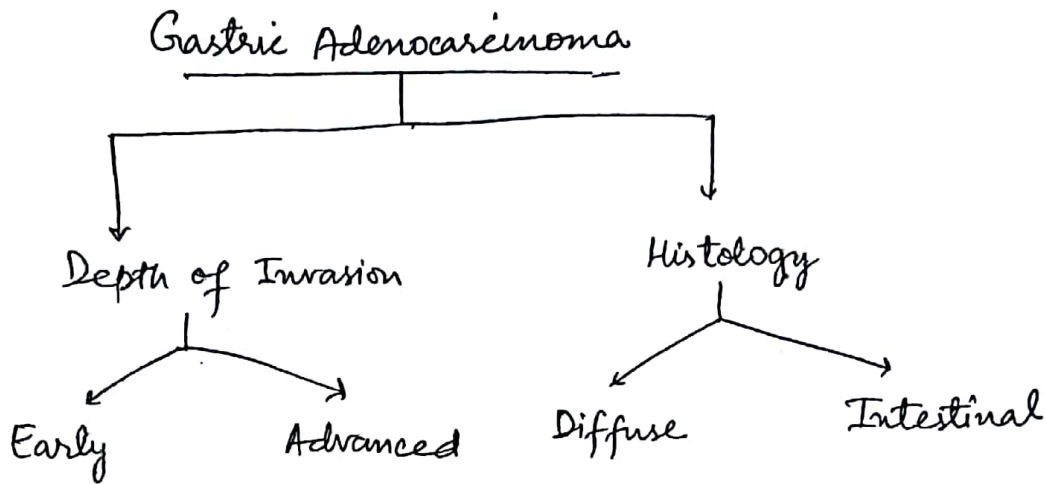 Gastric Adenocarcinoma
Depth of Invasion
Histology
Early
Advanced
Diffuse
Intestinal